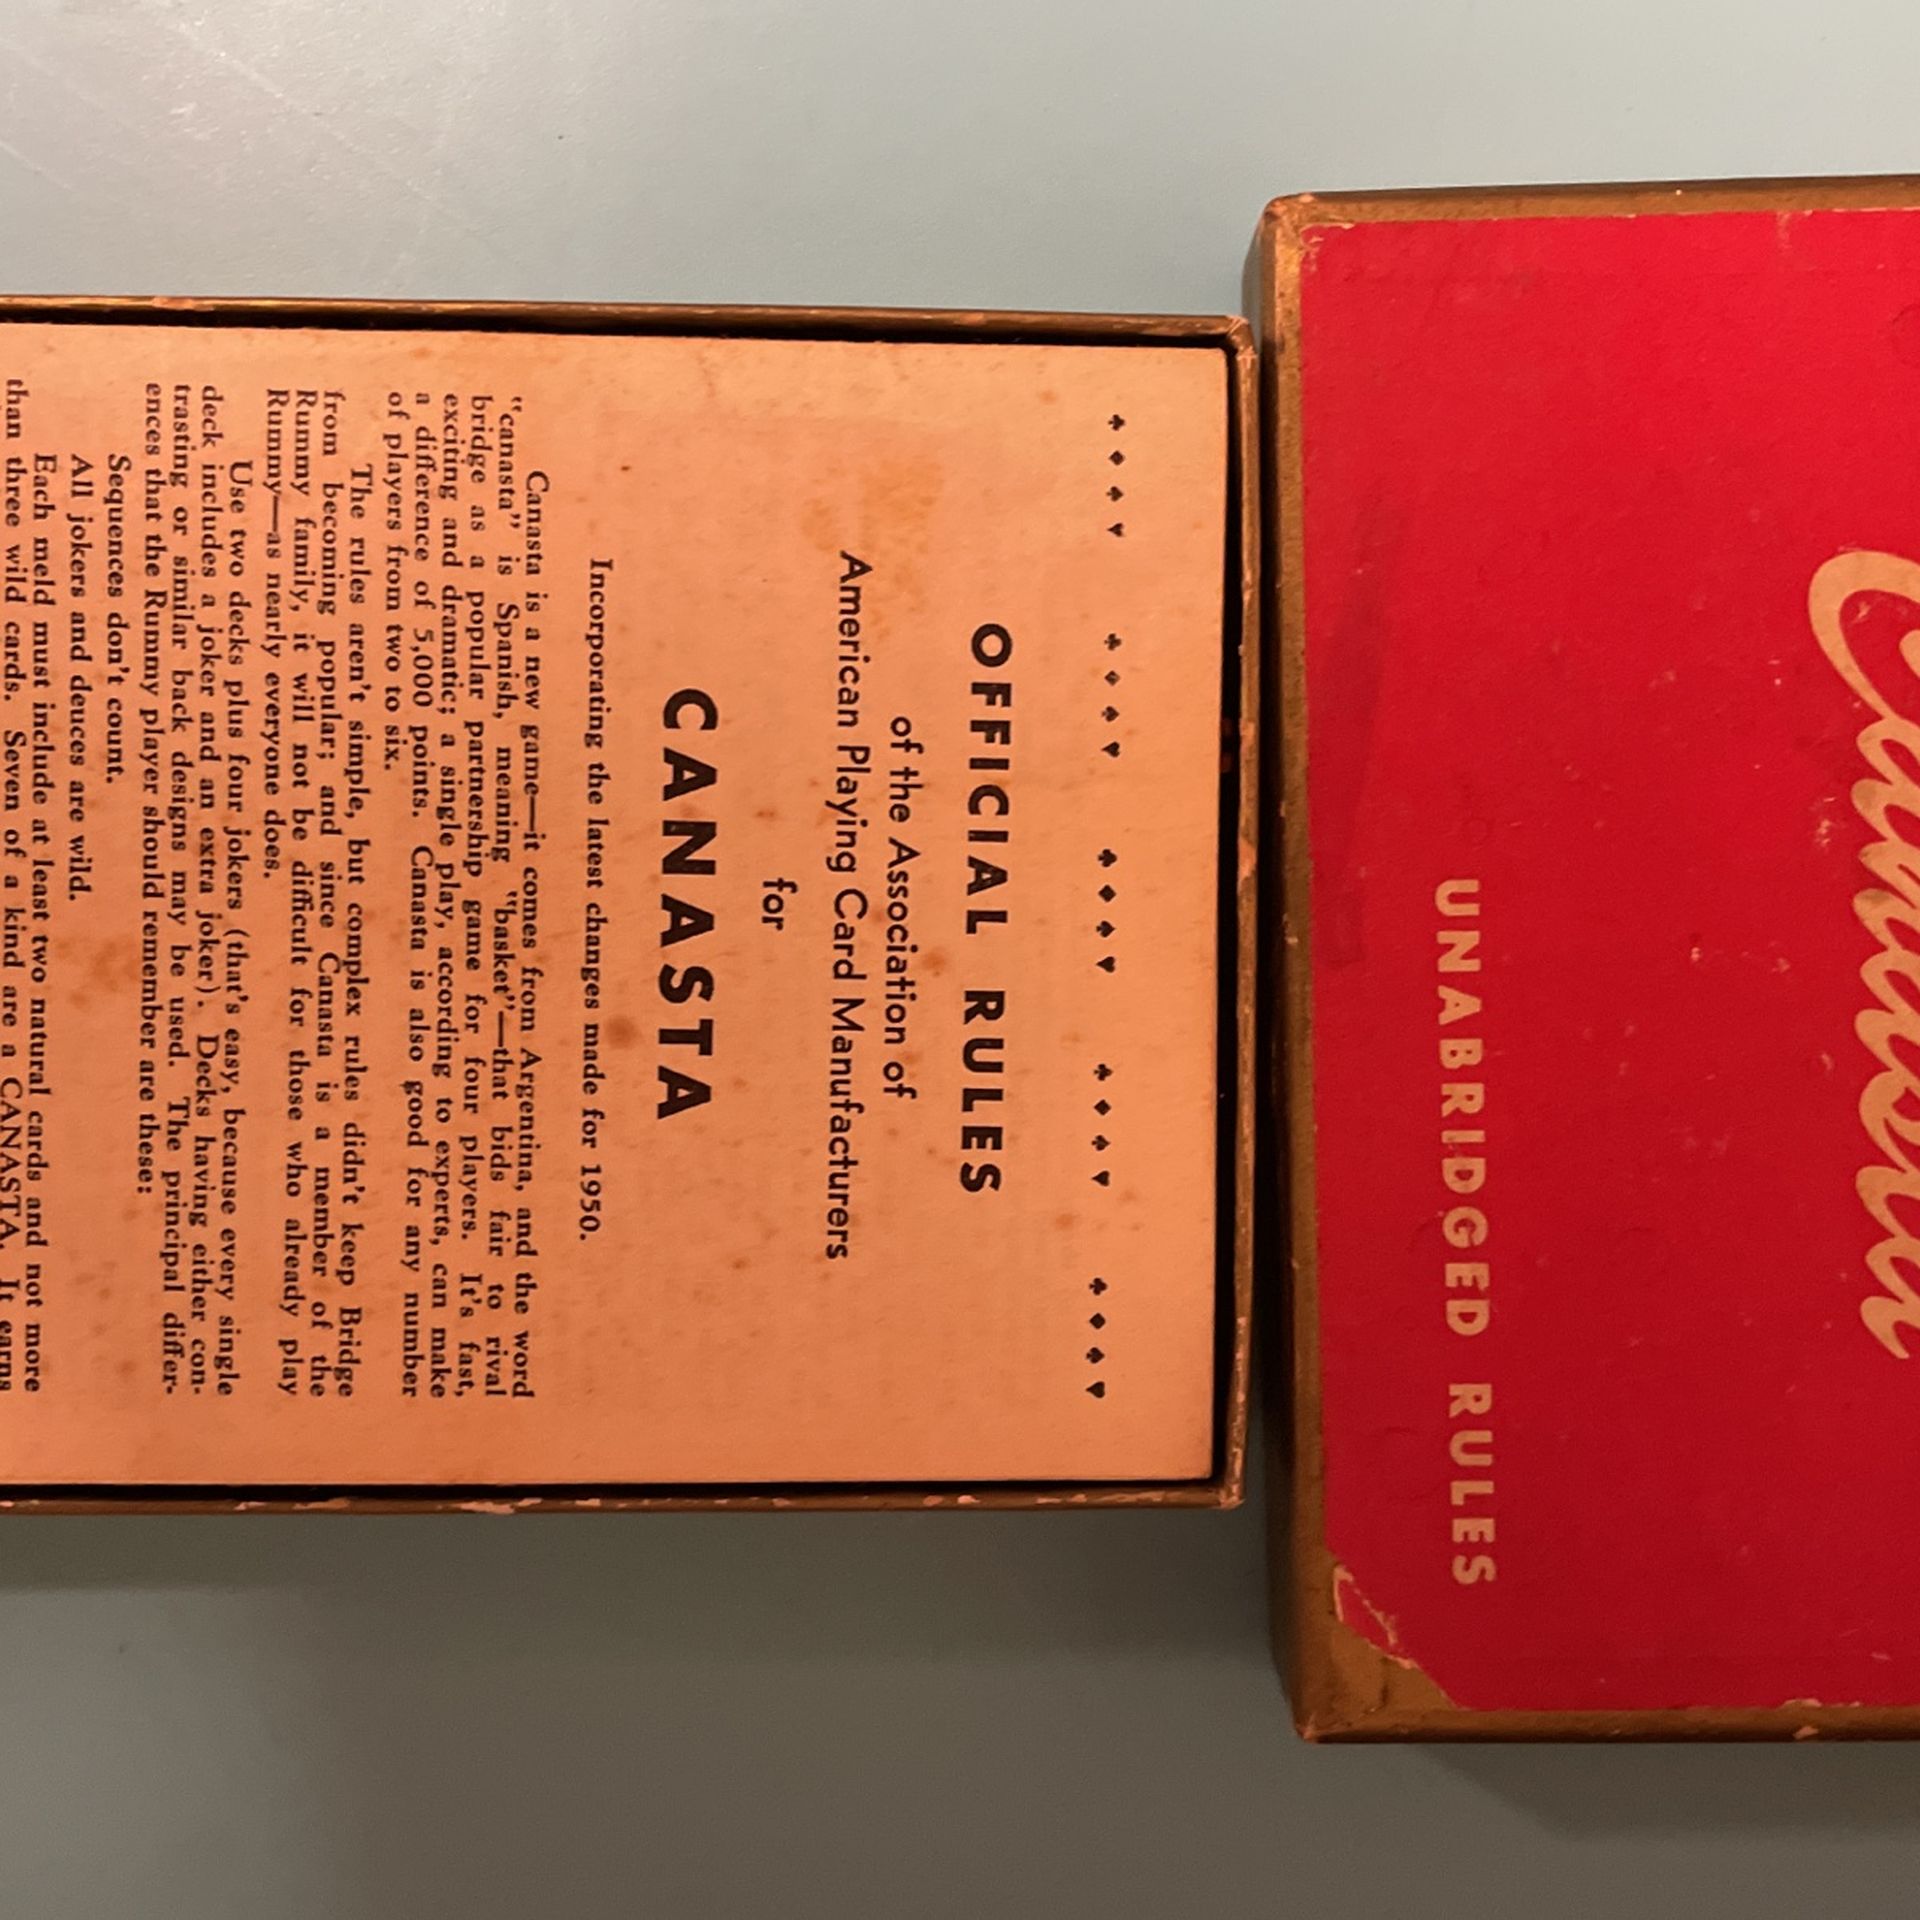 ♣ ♦ ♠ ♥ ♣ ♦ ♠ ♥ ♣ ♦ ♠ ♥ ♣ ♦ ♠ ♥ ♣ ♦ ♠ ♥
OFFICIAL RULES
of the Association of
American Playing Card Manufacturers
for
CANASTA
Incorporating the latest changes made for 1950.
Canasta is a new game—it comes from Argentina, and the word
"canasta" is Spanish, meaning "basket"—that bids fair to rival
bridge as a popular partnership game for four players. It's fast,
exciting and dramatic; a single play, according to experts, can make
a difference of 5,000 points. Canasta is also good for any number
of players from two to six.
The rules aren't simple, but complex rules didn't keep Bridge
from becoming popular; and since Canasta is a member of the
Rummy family, it will not be difficult for those who already play
Rummy—as nearly everyone does.
Use two decks plus four jokers (that's easy, because every single
deck includes a joker and an extra joker). Decks having either con-
trasting or similar back designs may be used. The principal differ-
ences that the Rummy player should remember are these:
Sequences don't count.
All jokers and deuces are wild.
Each meld must include at least two natural cards and not more
than three wild cards. Seven of a kind are a CANASTA. It earns
Canasta
UNABRIDGED RULES